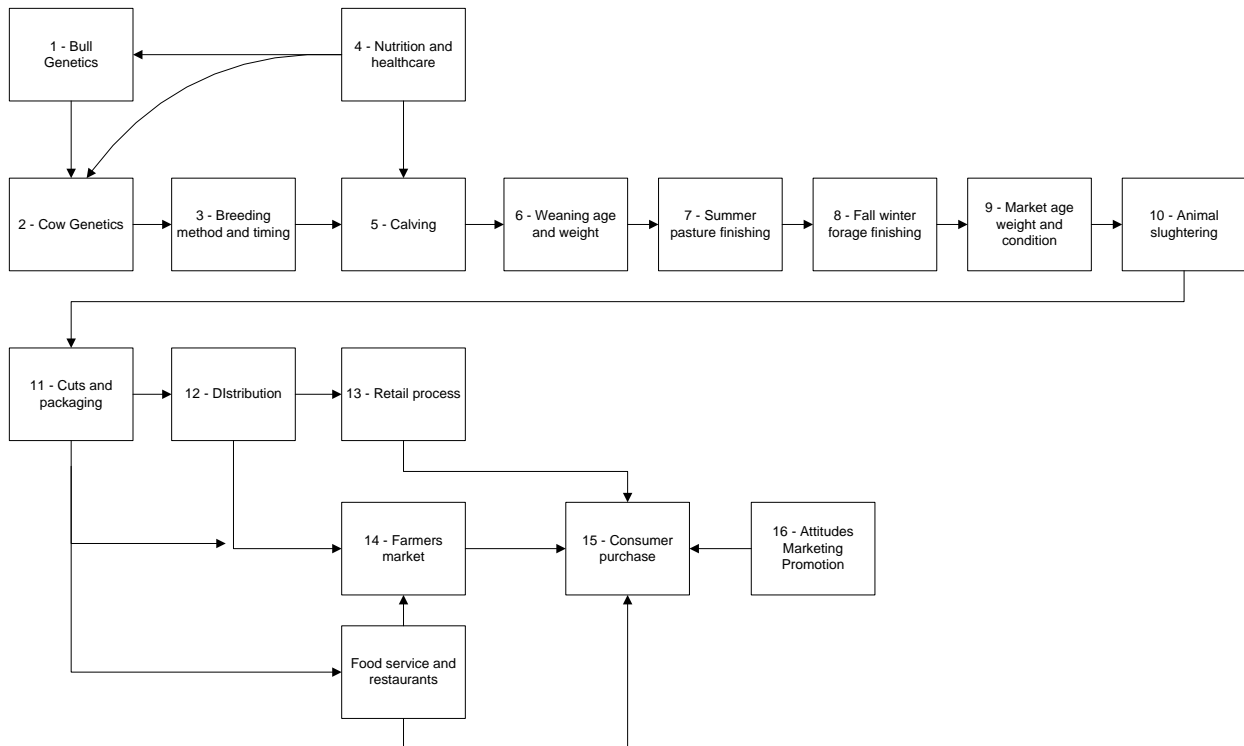 1 - Bull
Genetics
4 - Nutrition and
healthcare
2 - Cow Genetics
3 - Breeding
method and timing
5 - Calving
6 - Weaning age
and weight
7 - Summer
pasture finishing
8 - Fall winter
forage finishing
9 - Market age
weight and
condition
10 - Animal
slughtering
11 - Cuts and
packaging
12 - DIstribution
13 - Retail process
14 - Farmers
market
15 - Consumer
purchase
16 - Attitudes
Marketing
Promotion
Food service and
restaurants